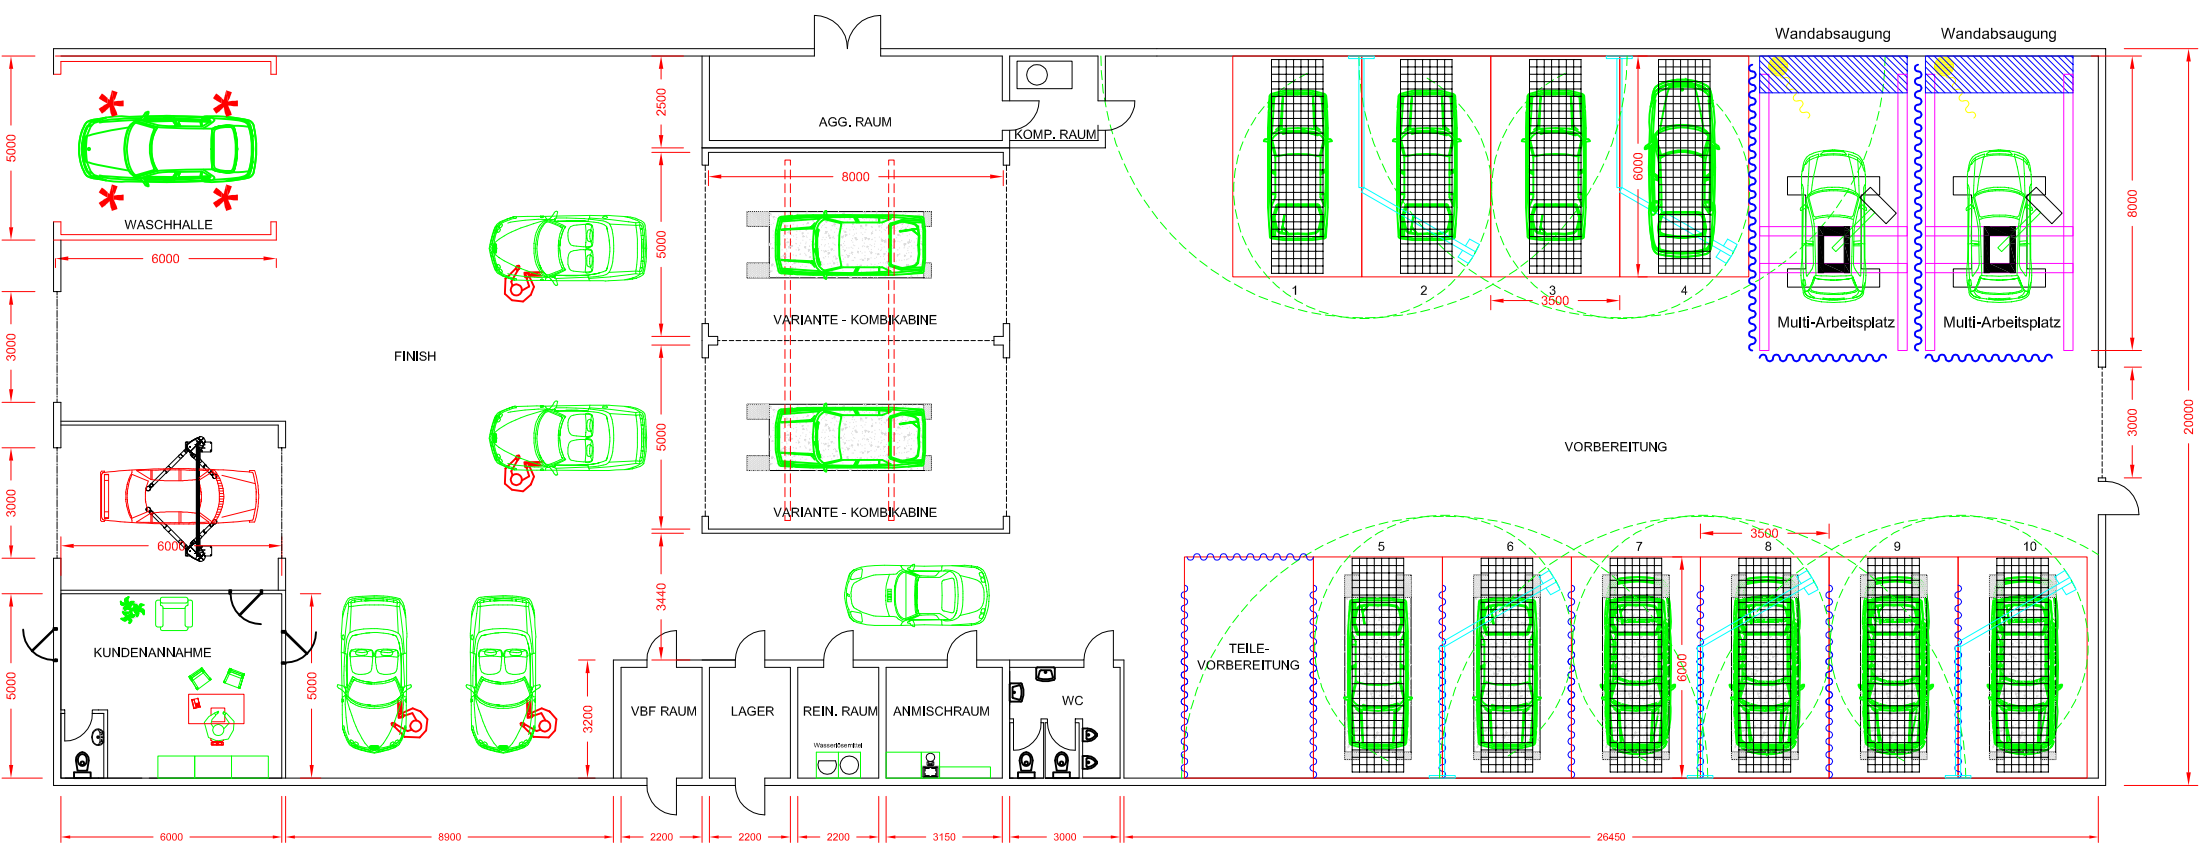 Wandabsaugung
Wandabsaugung
5000
2500
AGG. RAUM
KOMP. RAUM
WASCHHALLE
6000
8000
5000
6000
8000
20000
1
2
3
4
3500
VARIANTE - KOMBIKABINE
Multi-Arbeitsplatz
Multi-Arbeitsplatz
3000
FINISH
5000
3000
VORBEREITUNG
3000
6000
VARIANTE - KOMBIKABINE
5
6
7
8
9
10
3500
3440
5000
KUNDENANNAHME
5000
3200
VBF RAUM
LAGER
REIN. RAUM
Wasserlösemittel
ANMISCHRAUM
WC
TEILE-
VORBEREITUNG
6000
6000
8900
2200
2200
2200
3150
3000
26450